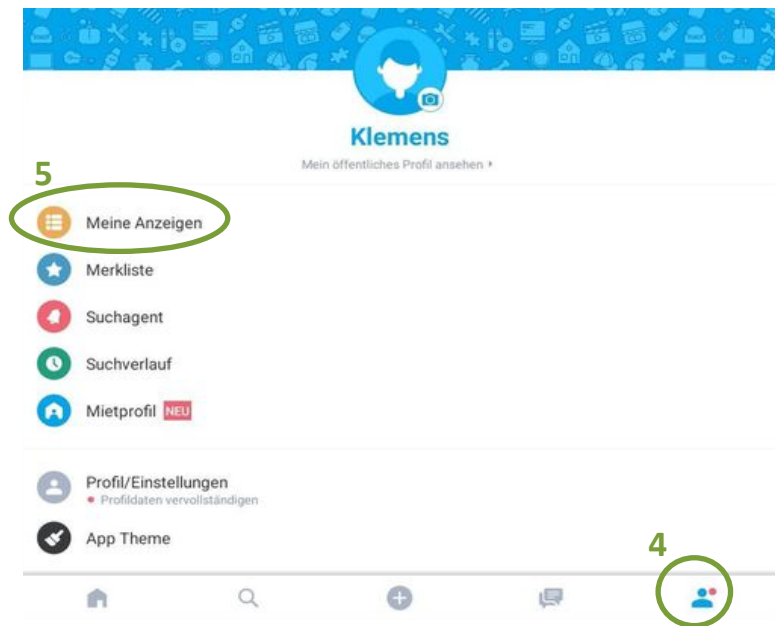 Klemens
Mein öffentliches Profil ansehen
5
Meine Anzeigen
Merkliste
Suchagent
Suchverlauf
Mietprofil NEU
Profil/Einstellungen
Profildaten vervollständigen
App Theme
4